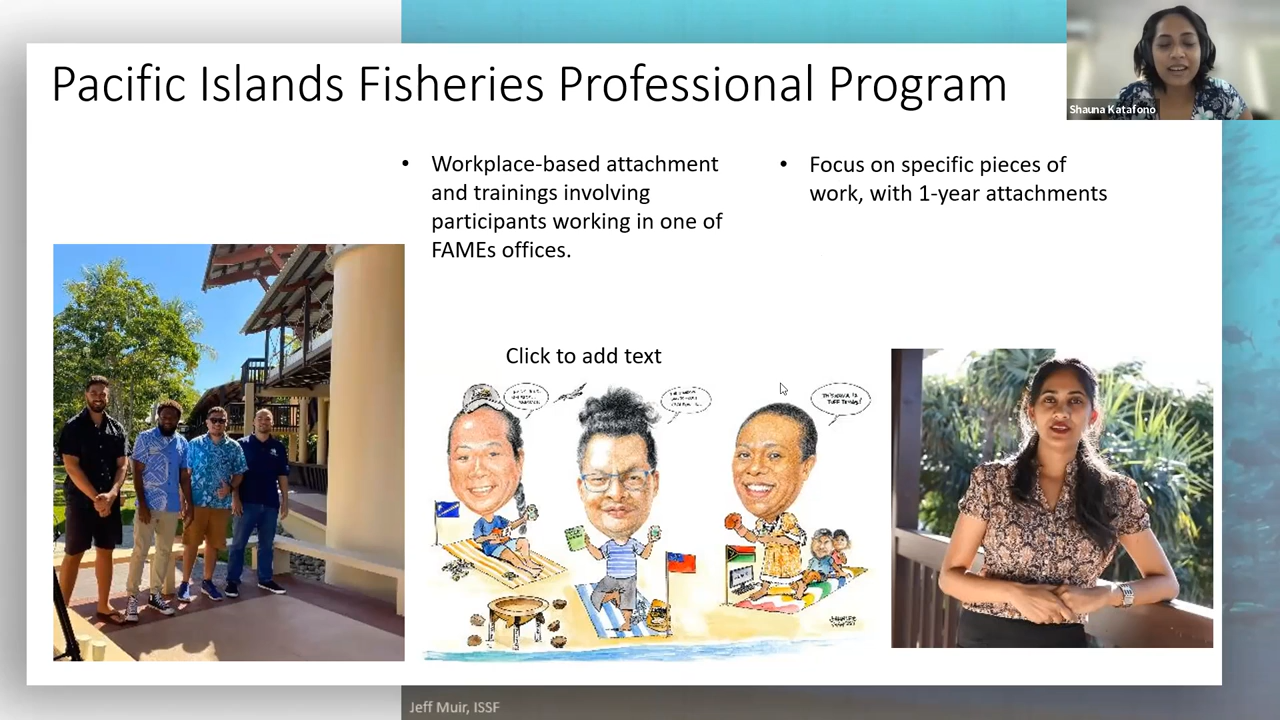 Pacific Islands Fisheries Professional Program
Shauna Katafono
Workplace-based attachment
and trainings involving
participants working in one of
FAMEs offices.
Focus on specific pieces of
work, with 1-year attachments
Click to add text
Jeff Muir, ISSF